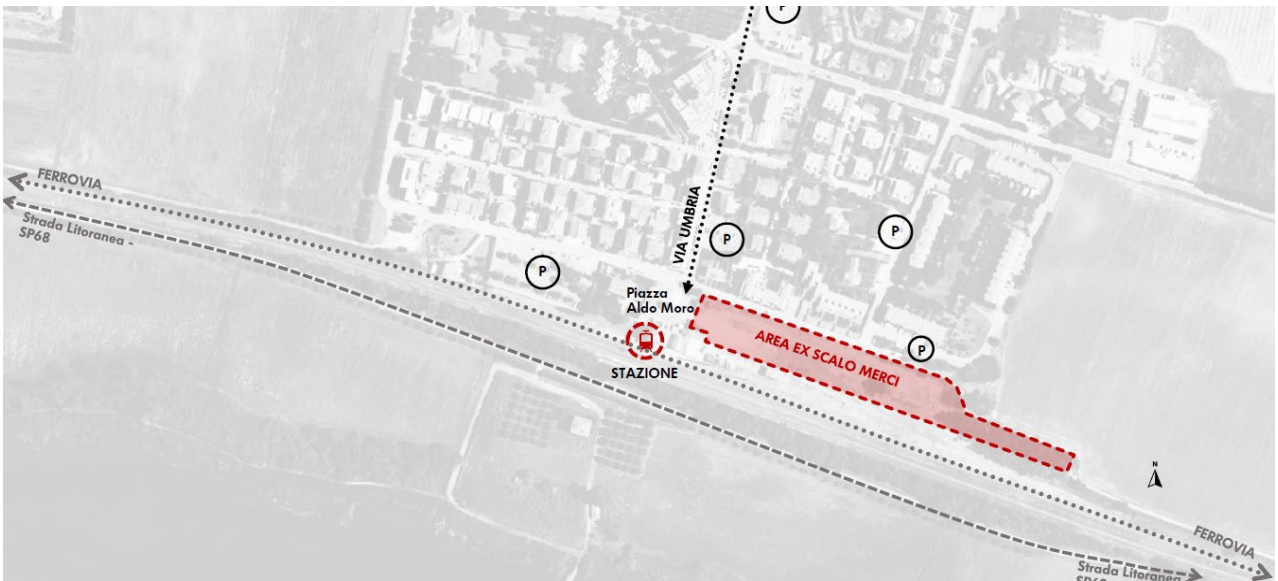 P
FERROVIA
Strada Litoranea -
SP68
VIA UMBRIA
P
P
P
Piazza
Aldo Moro
STAZIONE
AREA EX SCALO MERCI
P
N
FERROVIA
Strada Litoranea